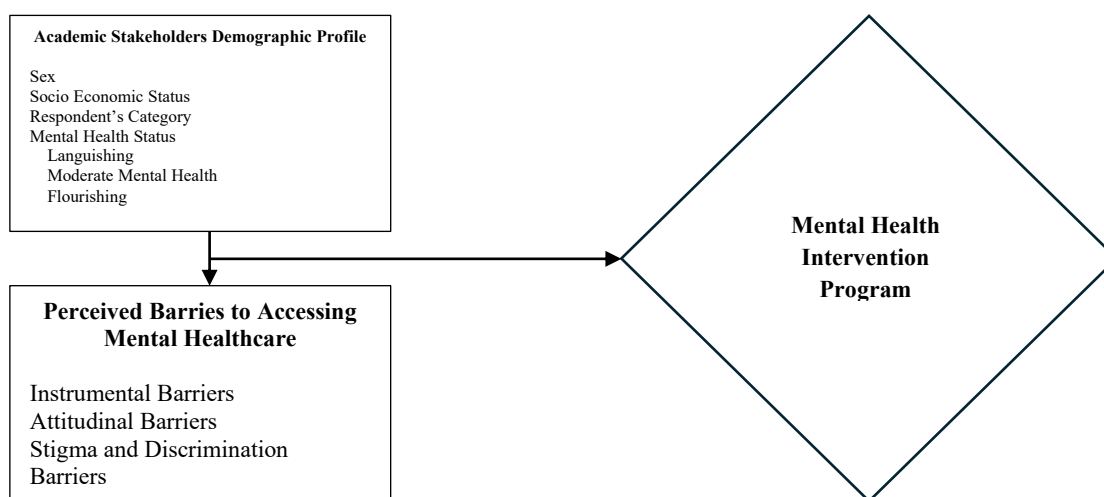 Academic Stakeholders Demographic Profile
Sex
Socio Economic Status
Respondent's Category
Mental Health Status
Languishing
Moderate Mental Health
Flourishing
Mental Health
Intervention
Program
Perceived Barries to Accessing
Mental Healthcare
Instrumental Barriers
Attitudinal Barriers
Stigma and Discrimination
Barriers